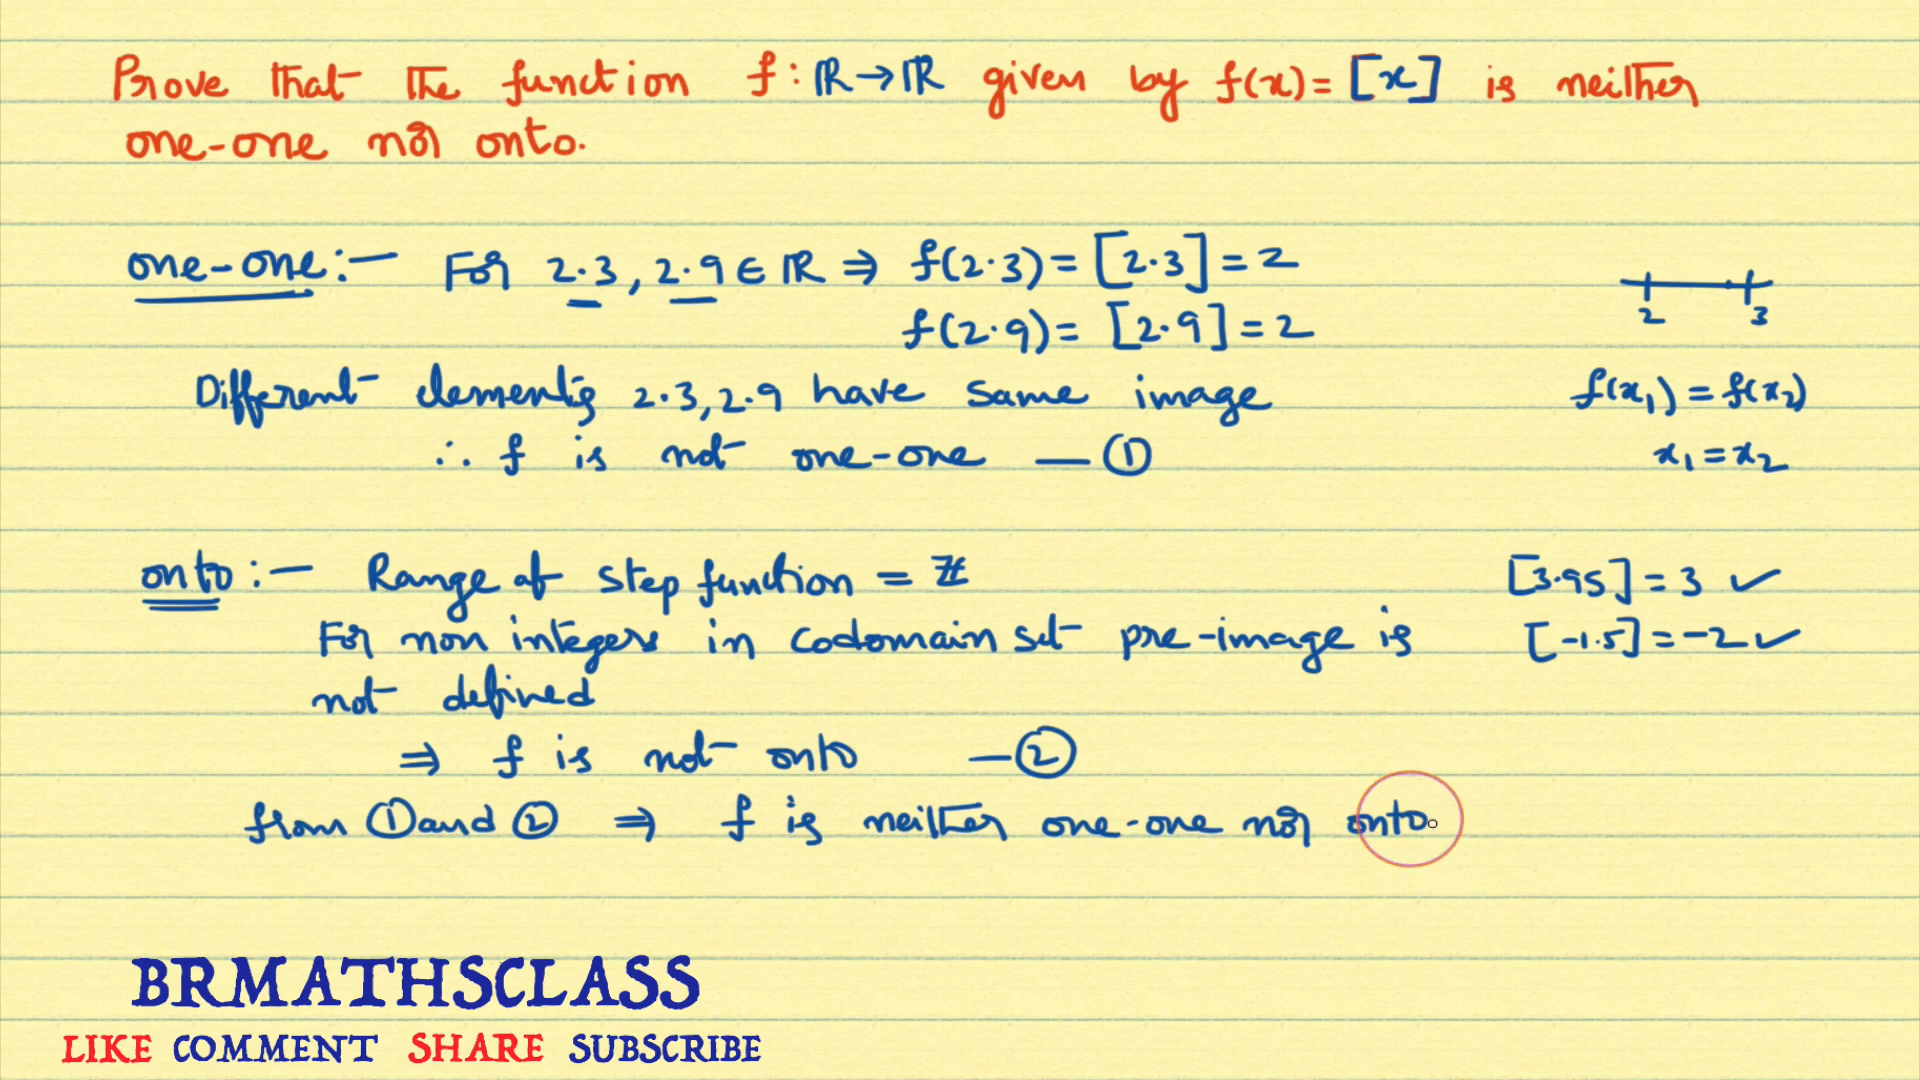 Prove that the function f: ℝ→ℝ given by f(x)= [x] is neither
one-one nor onto.
one-one:— For 2.3, 2.9 ∈ ℝ ⇒ f(2.3) = [2.3] = 2
f(2.9) = [2.9] = 2
2 3
Different elements 2.3, 2.9 have same image
f(x₁) = f(x₂)
∴ f is not one-one — ①
x₁ = x₂
onto:— Range of step function = ℤ
[3.95] = 3 ✓
For non integers in codomain set pre-image is
[-1.5] = -2 ✓
not defined
⇒ f is not onto — ②
from ① and ② ⇒ f is neither one-one nor onto.
BRMATHSCLASS
LIKE COMMENT SHARE SUBSCRIBE